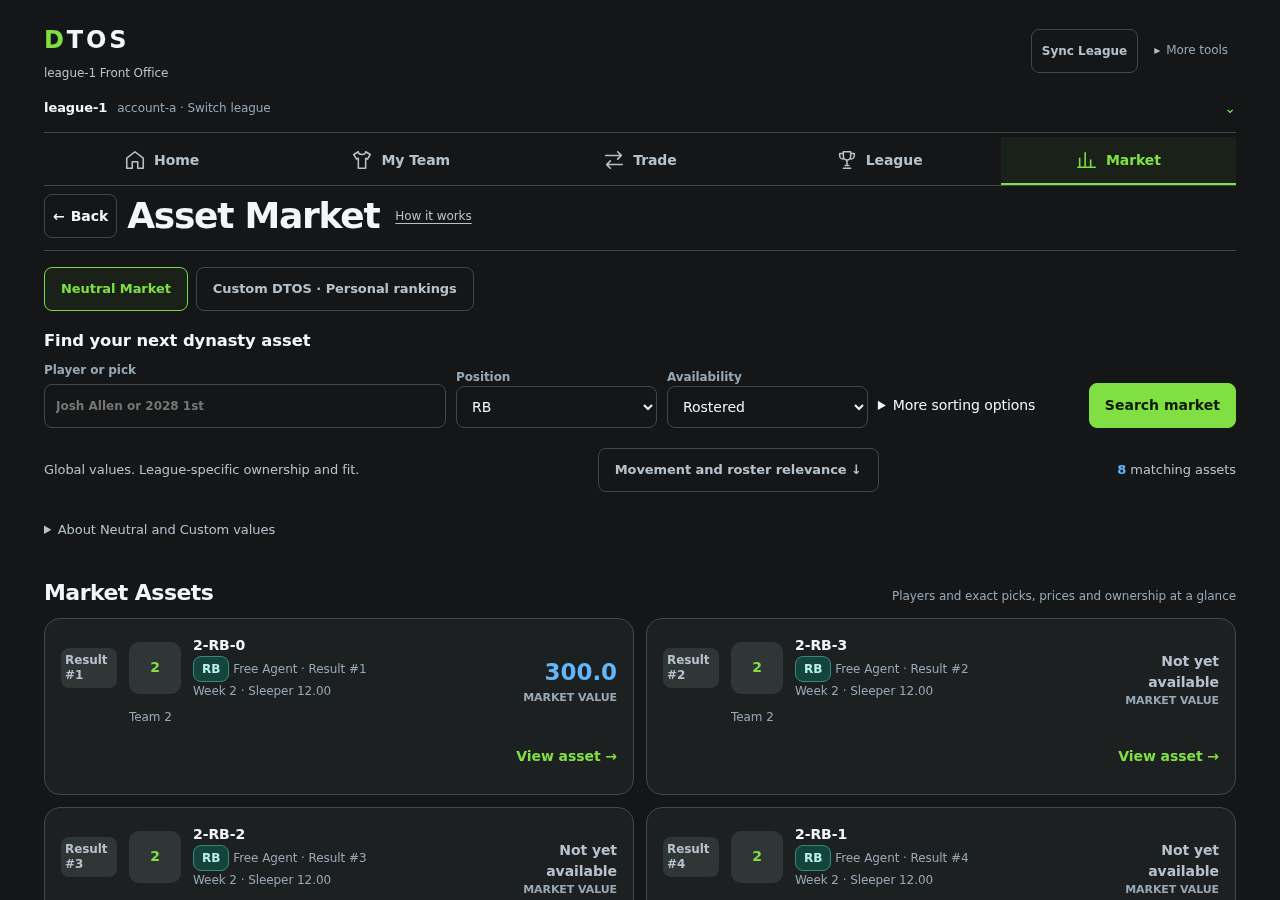 DTOS
league-1 Front Office
Sync League
▸ More tools
league-1 account-a · Switch league
Home
My Team
Trade
League
Market
← Back
Asset Market
How it works
Neutral Market
Custom DTOS · Personal rankings
Find your next dynasty asset
Player or pick
Position
Availability
Josh Allen or 2028 1st
RB
Rostered
▶ More sorting options
Search market
Global values. League-specific ownership and fit.
Movement and roster relevance ↓
8 matching assets
▶ About Neutral and Custom values
Market Assets
Players and exact picks, prices and ownership at a glance
Result #1
2
2-RB-0
RB Free Agent · Result #1
Week 2 · Sleeper 12.00
Team 2
300.0
MARKET VALUE
View asset →
Result #2
2
2-RB-3
RB Free Agent · Result #2
Week 2 · Sleeper 12.00
Team 2
Not yet available
MARKET VALUE
View asset →
Result #3
2
2-RB-2
RB Free Agent · Result #3
Week 2 · Sleeper 12.00
Not yet available
MARKET VALUE
Result #4
2
2-RB-1
RB Free Agent · Result #4
Week 2 · Sleeper 12.00
Not yet available
MARKET VALUE